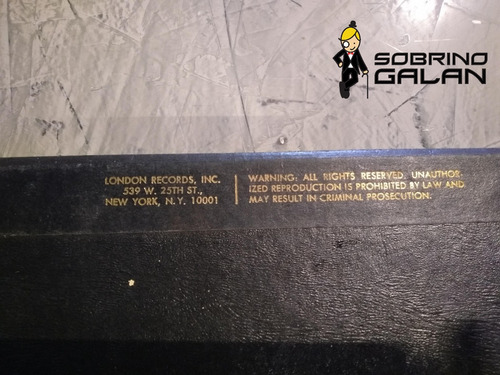 SOBRINO
GALAN
LONDON RECORDS, INC.
539 W. 25TH ST.,
NEW YORK, N. Y. 10001
WARNING: ALL RIGHTS RESERVED. UNAUTHOR-
IZED REPRODUCTION IS PROHIBITED BY LAW AND
MAY RESULT IN CRIMINAL PROSECUTION.